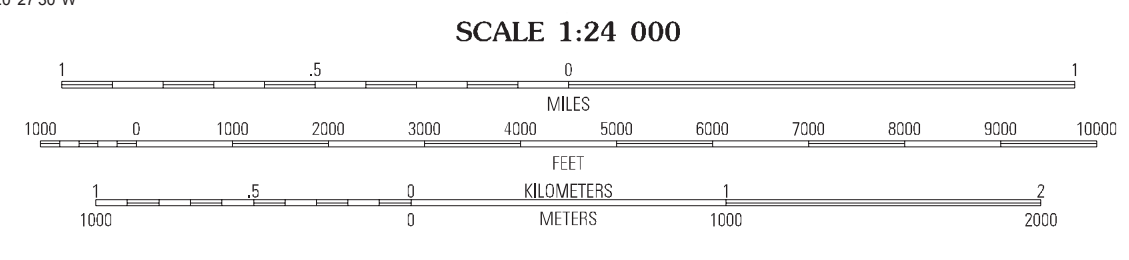 SCALE 1:24 000
1 .5 0 1
MILES
1000 0 1000 2000 3000 4000 5000 6000 7000 8000 9000 10000
FEET
1 .5 0 KILOMETERS 1 2
1000 0 METERS 1000 2000